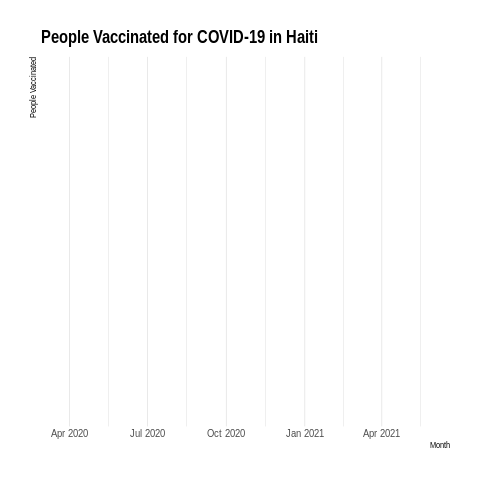 People Vaccinated for COVID-19 in Haiti
People Vaccinated
Apr 2020
Jul 2020
Oct 2020
Jan 2021
Apr 2021
Month